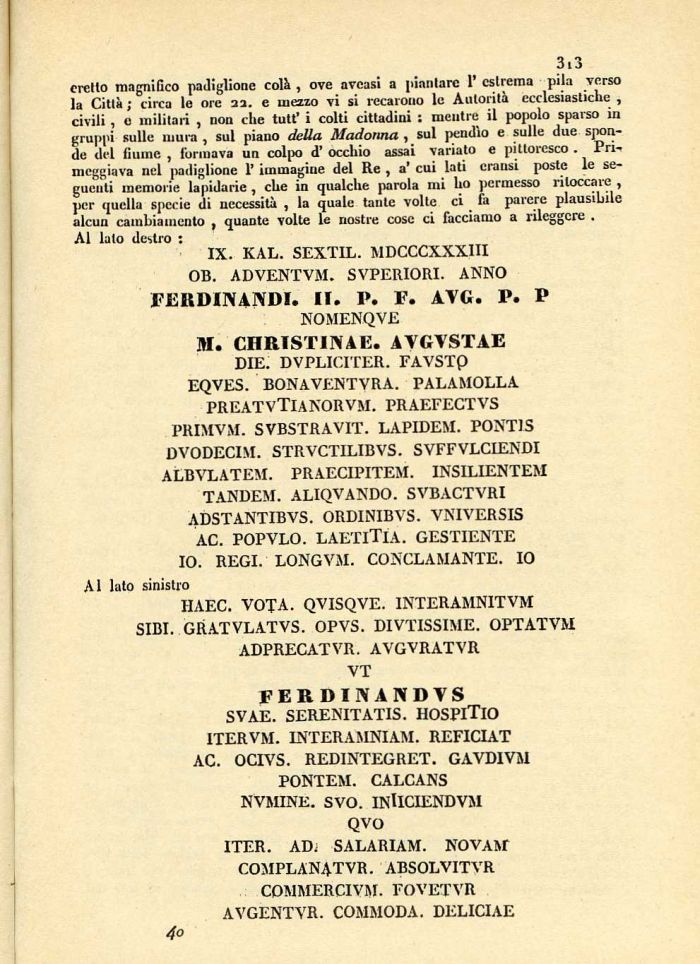 313
eretto magnifico padiglione colà, ove aveasi a piantare l' estrema pila verso
la Città; circa le ore 22. e mezzo vi si recarono le Autorità ecclesiastiche,
civili, e militari, non che tutt' i colti cittadini: mentre il popolo sparso in
gruppi sulle mura, sul piano della Madonna, sul pendìo e sulle due spon-
de del fiume, formava un colpo d' occhio assai variato e pittoresco. Pri-
meggiava nel padiglione l' immagine del Re, a' cui lati eransi poste le se-
guenti memorie lapidarie, che in qualche parola mi ho permesso ritoccare,
per quella specie di necessità, la quale tante volte ci fa parere plausibile
alcun cambiamento, quante volte le nostre cose ci facciamo a rileggere.
Al lato destro:
IX. KAL. SEXTIL. MDCCCXXXIII
OB. ADVENTVM. SVPERIORI. ANNO
FERDINANDI. II. P. F. AVG. P. P
NOMENQVE
M. CHRISTINAE. AVGVSTAE
DIE. DVPLICITER. FAVSTO
EQVES. BONAVENTVRA. PALAMOLLA
PREATVTIANORVM. PRAEFECTVS
PRIMVM. SVBSTRAVIT. LAPIDEM. PONTIS
DVODECIM. STRVCTILIBVS. SVFFVLCIENDI
ALBVLATEM. PRAECIPITEM. INSILIENTEM
TANDEM. ALIQVANDO. SVBACTVRI
ADSTANTIBVS. ORDINIBVS. VNIVERSIS
AC. POPVLO. LAETITIA. GESTIENTE
IO. REGI. LONGVM. CONCLAMANTE. IO
Al lato sinistro
HAEC. VOTA. QVISQVE. INTERAMNITVM
SIBI. GRATVLATVS. OPVS. DIVTISSIME. OPTATVM
ADPRECATVR. AVGVRATVR
VT
FERDINANDVS
SVAE. SERENITATIS. HOSPITIO
ITERVM. INTERAMNIAM. REFICIAT
AC. OCIVS. REDINTEGRET. GAVDIVM
PONTEM. CALCANS
NVMINE. SVO. INIICIENDVM
QVO
ITER. AD. SALARIAM. NOVAM
COMPLANATVR. ABSOLVITVR
COMMERCIVM. FOVETVR
AVGENTVR. COMMODA. DELICIAE
40